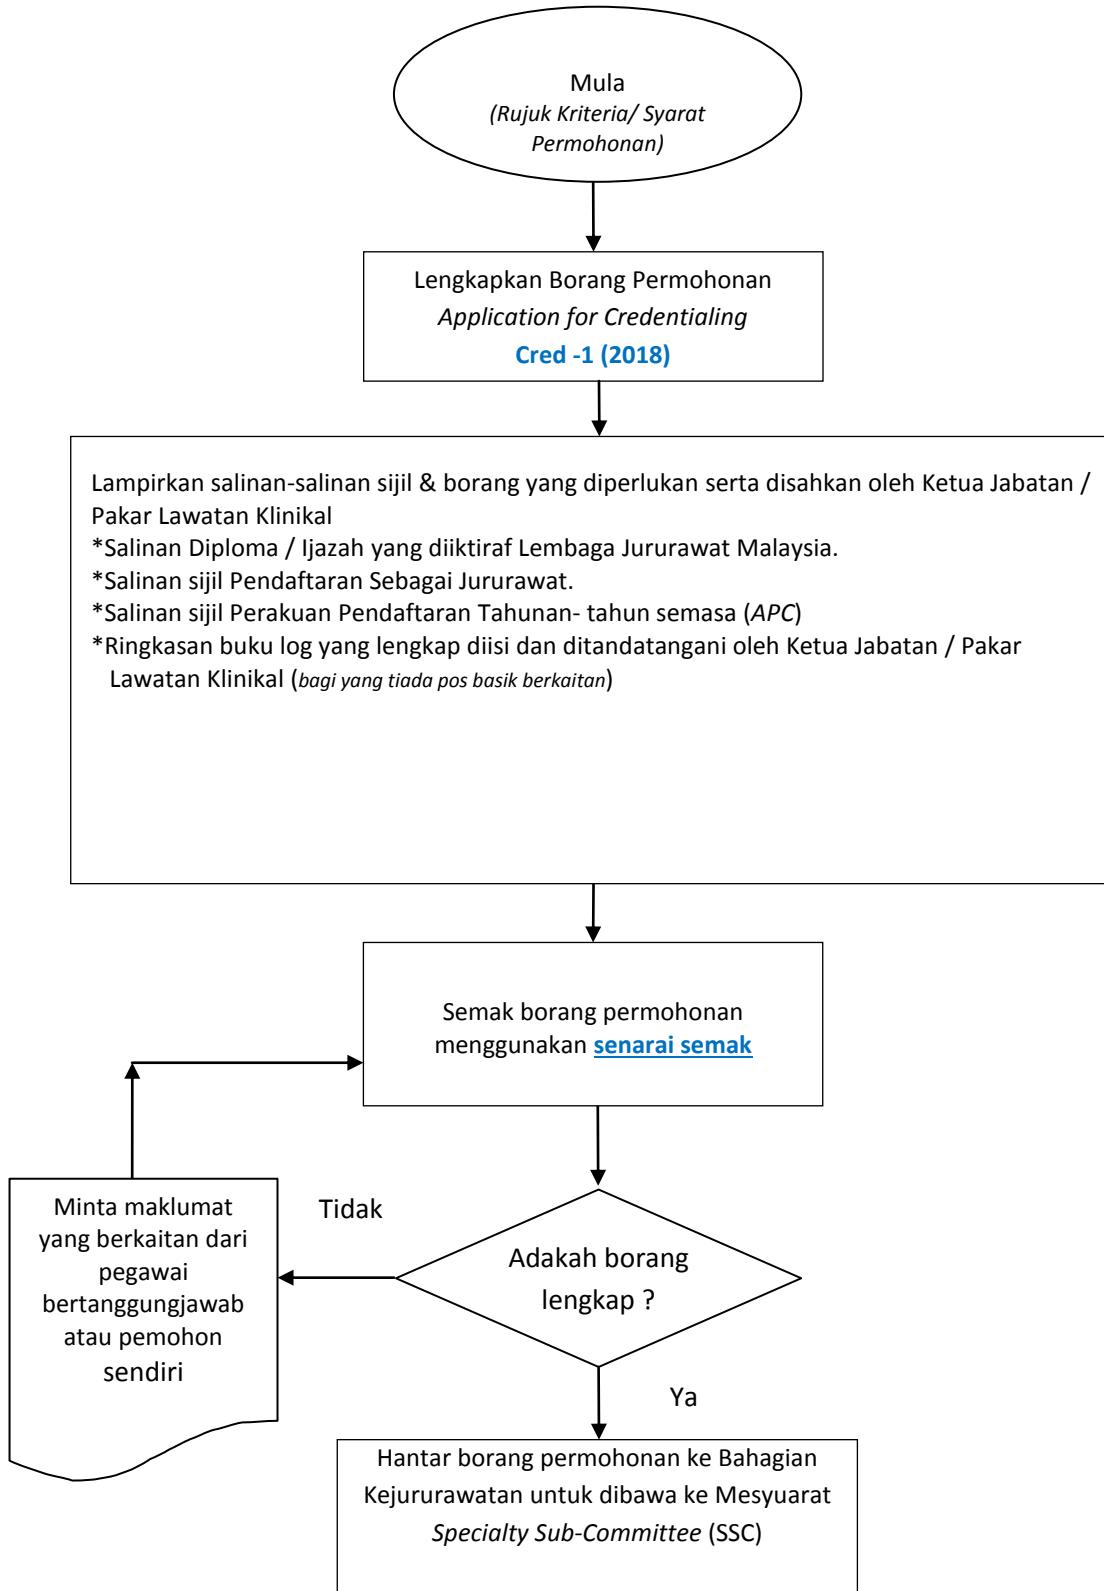 Mula
(Rujuk Kriteria/ Syarat
Permohonan)
Lengkapkan Borang Permohonan
Application for Credentialing
Cred -1 (2018)
Lampirkan salinan-salinan sijil & borang yang diperlukan serta disahkan oleh Ketua Jabatan /
Pakar Lawatan Klinikal
*Salinan Diploma / Ijazah yang diiktiraf Lembaga Jururawat Malaysia.
*Salinan sijil Pendaftaran Sebagai Jururawat.
*Salinan sijil Perakuan Pendaftaran Tahunan- tahun semasa (APC)
*Ringkasan buku log yang lengkap diisi dan ditandatangani oleh Ketua Jabatan / Pakar
Lawatan Klinikal (bagi yang tiada pos basik berkaitan)
Semak borang permohonan
menggunakan senarai semak
Adakah borang
lengkap ?
Tidak
Minta maklumat
yang berkaitan dari
pegawai
bertanggungjawab
atau pemohon
sendiri
Ya
Hantar borang permohonan ke Bahagian
Kejururawatan untuk dibawa ke Mesyuarat
Specialty Sub-Committee (SSC)